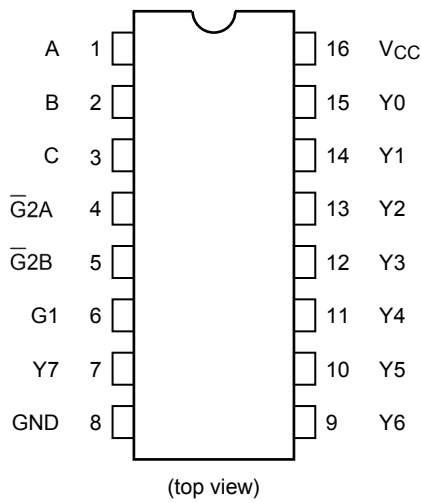 A 1 16 VCC
B 2 15 Y0
C 3 14 Y1
G̅2A 4 13 Y2
G̅2B 5 12 Y3
G1 6 11 Y4
Y7 7 10 Y5
GND 8 9 Y6
(top view)